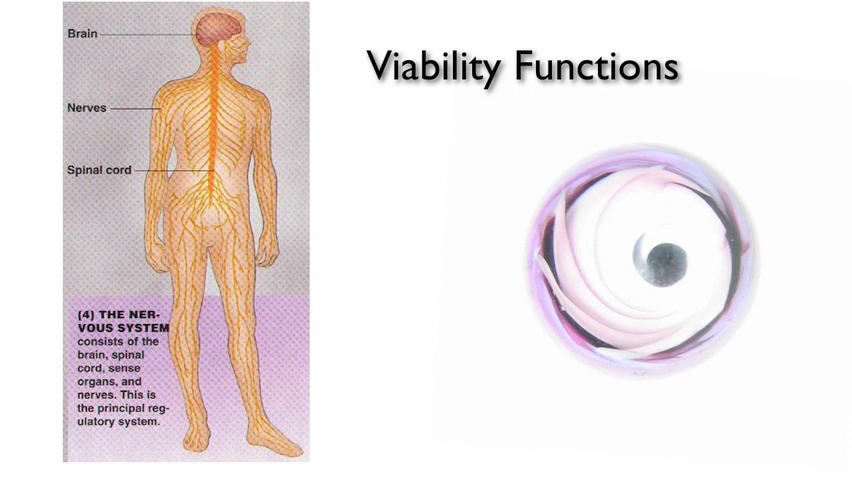 Viability Functions
Brain
Nerves
Spinal cord
(4) THE NER-
VOUS SYSTEM
consists of the
brain, spinal
cord, sense
organs, and
nerves. This is
the principal reg-
ulatory system.